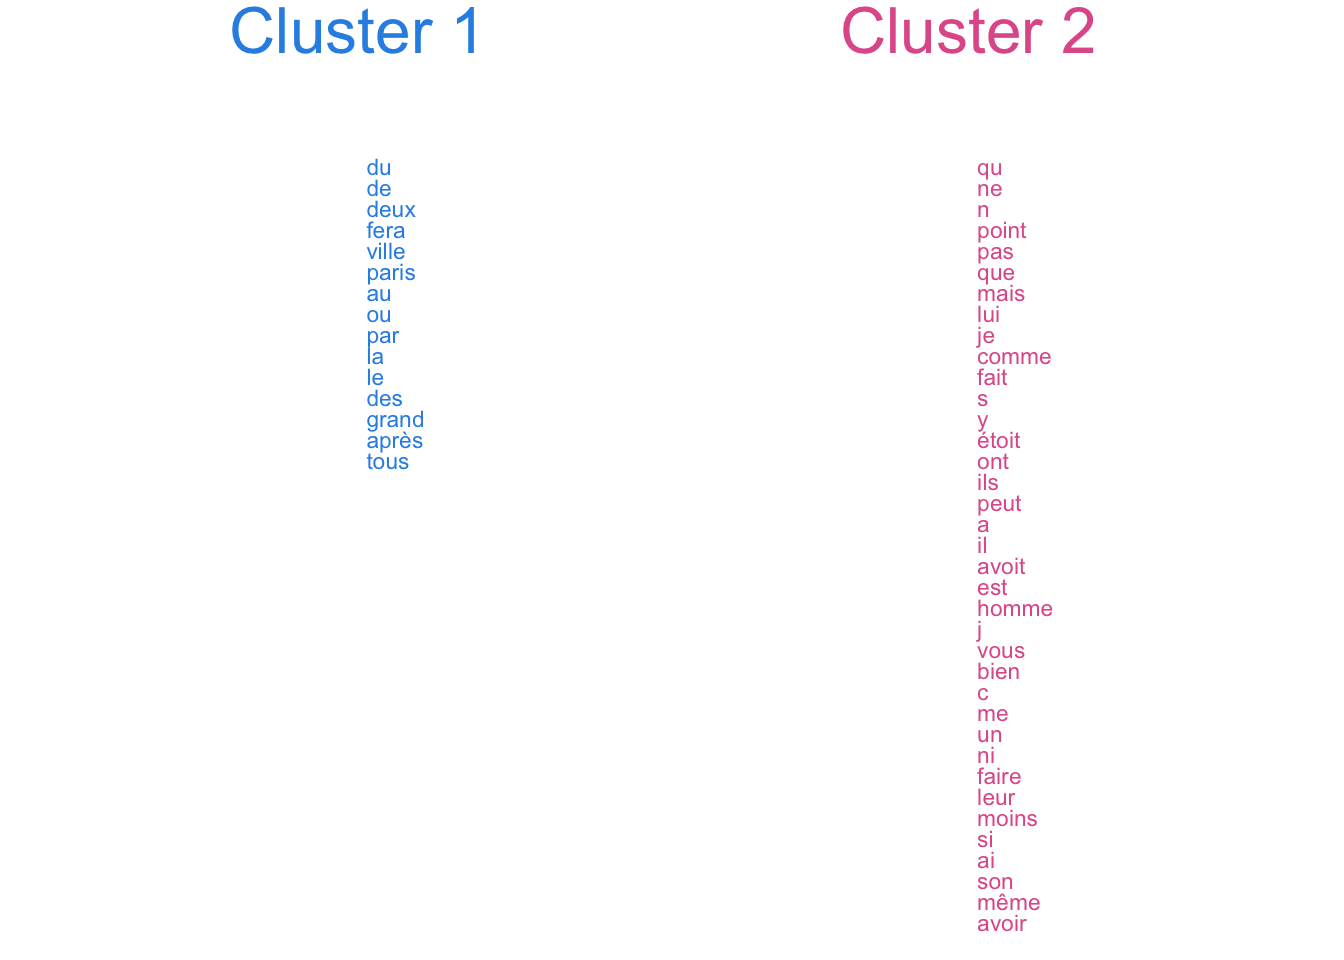 Cluster 1
du
de
deux
fera
ville
paris
au
ou
par
la
le
des
grand
après
tous
Cluster 2
qu
ne
n
point
pas
que
mais
lui
je
comme
fait
s
y
étoit
ont
ils
peut
a
il
avoit
est
homme
j
vous
bien
c
me
un
ni
faire
leur
moins
si
ai
son
même
avoir